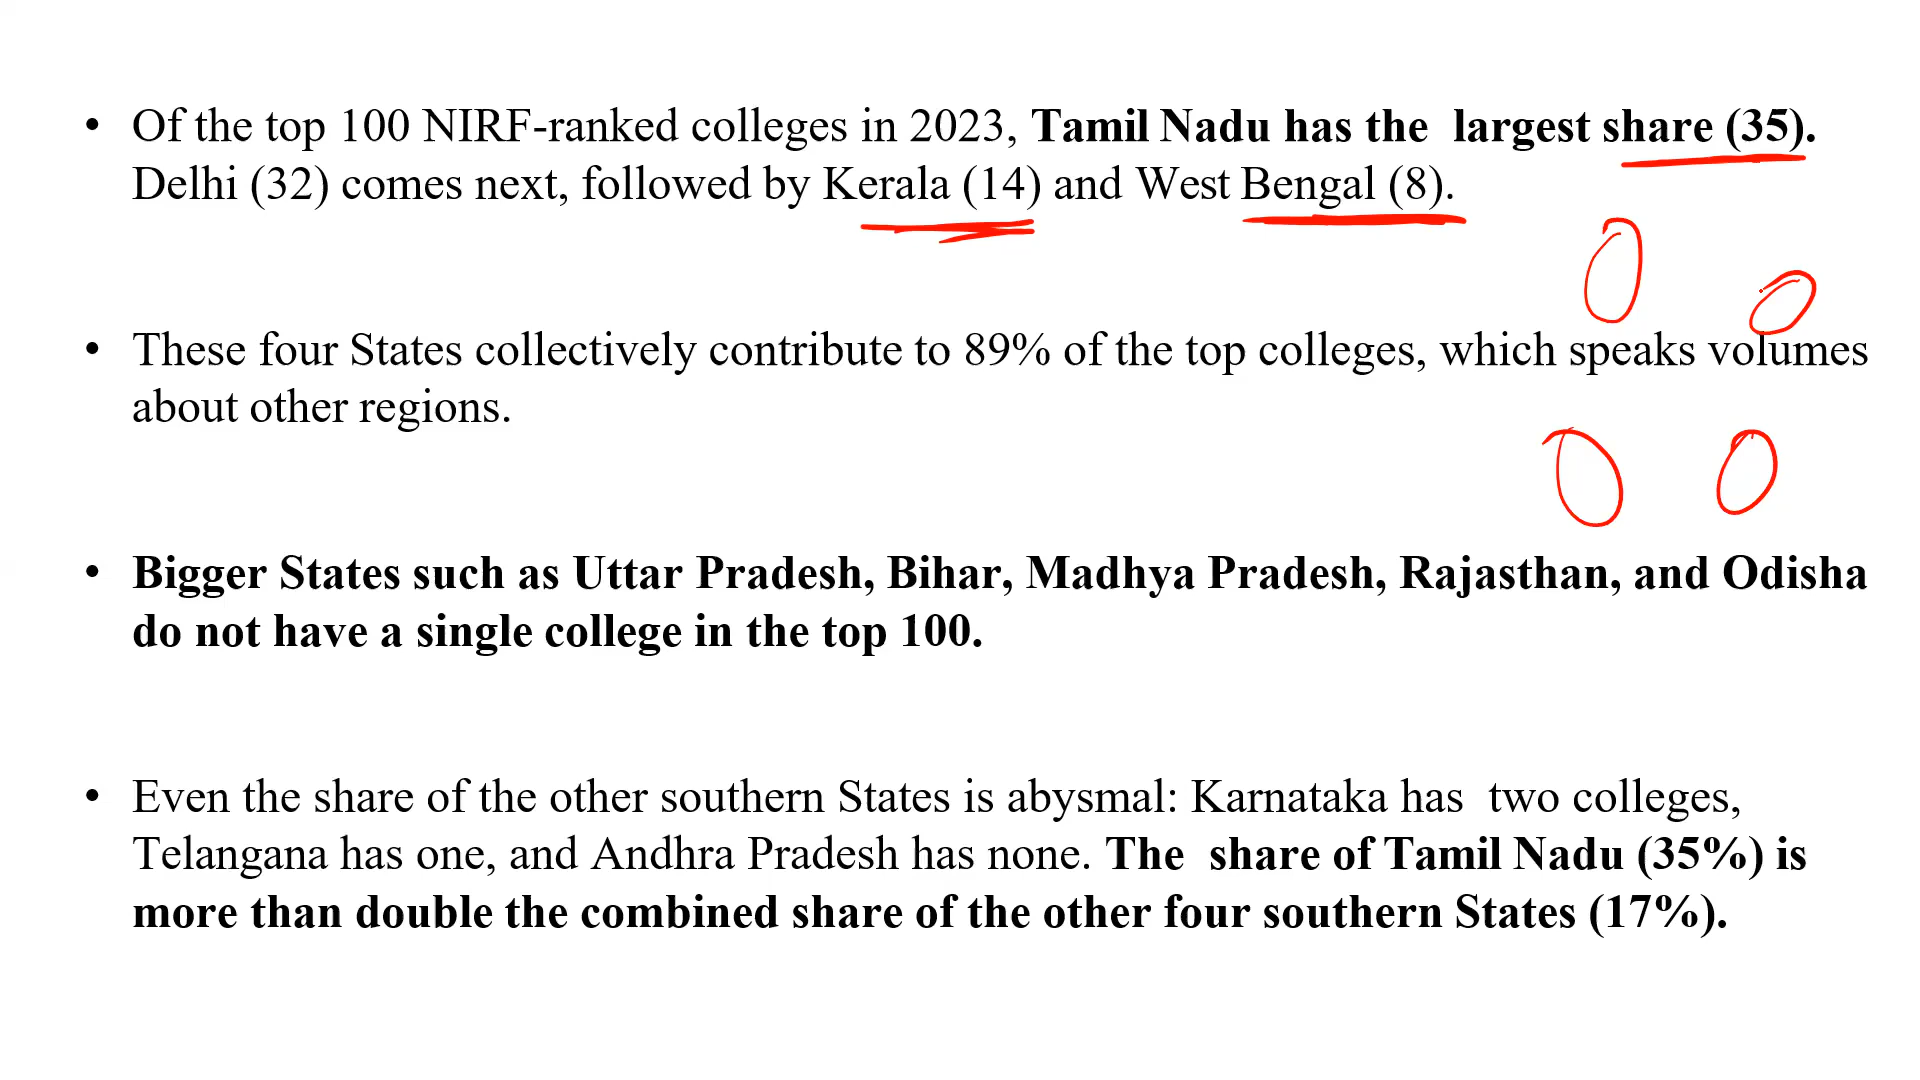 • Of the top 100 NIRF-ranked colleges in 2023, Tamil Nadu has the largest share (35).
Delhi (32) comes next, followed by Kerala (14) and West Bengal (8).
• These four States collectively contribute to 89% of the top colleges, which speaks volumes
about other regions.
• Bigger States such as Uttar Pradesh, Bihar, Madhya Pradesh, Rajasthan, and Odisha
do not have a single college in the top 100.
• Even the share of the other southern States is abysmal: Karnataka has two colleges,
Telangana has one, and Andhra Pradesh has none. The share of Tamil Nadu (35%) is
more than double the combined share of the other four southern States (17%).